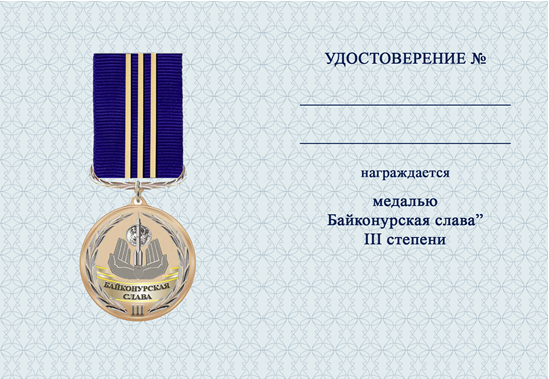 БАЙКОНУРСКАЯ
СЛАВА
III
УДОСТОВЕРЕНИЕ №
награждается
медалью
Байконурская слава”
III степени